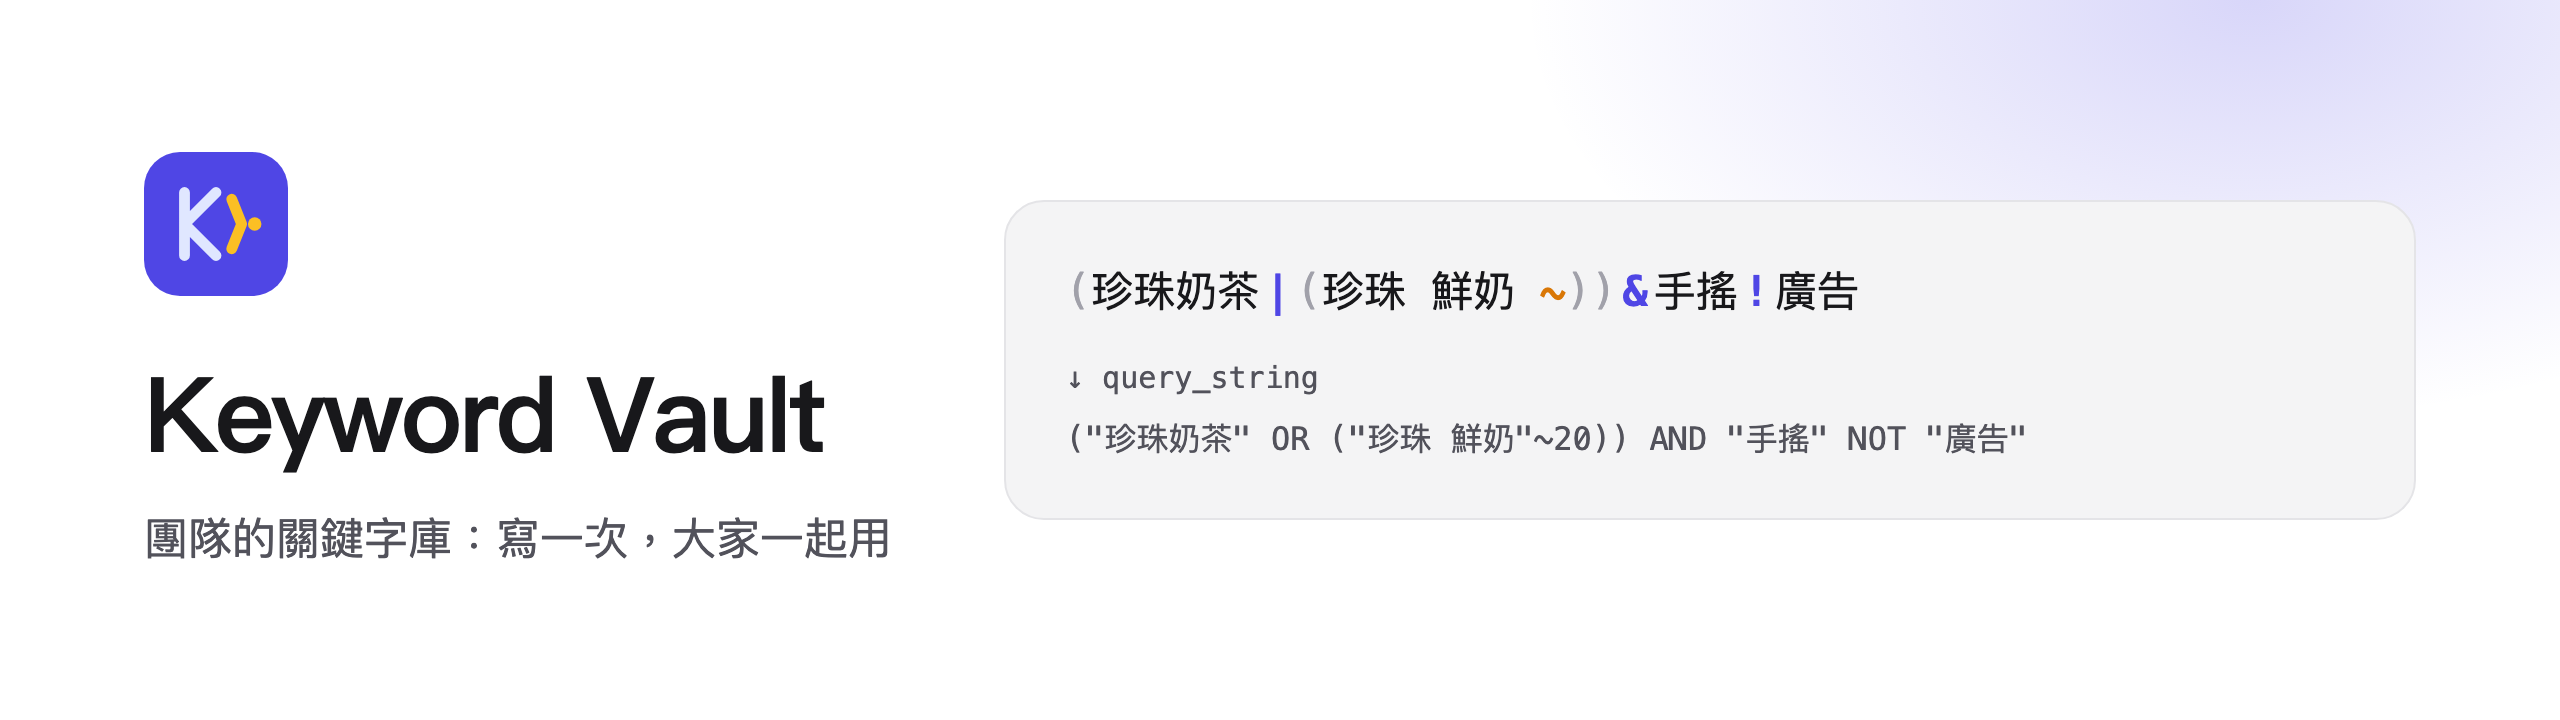 K
Keyword Vault
團隊的關鍵字庫：寫一次，大家一起用
(珍珠奶茶|(珍珠 鮮奶 ~))&手搖!廣告
↓ query_string
("珍珠奶茶" OR ("珍珠 鮮奶"~20)) AND "手搖" NOT "廣告"